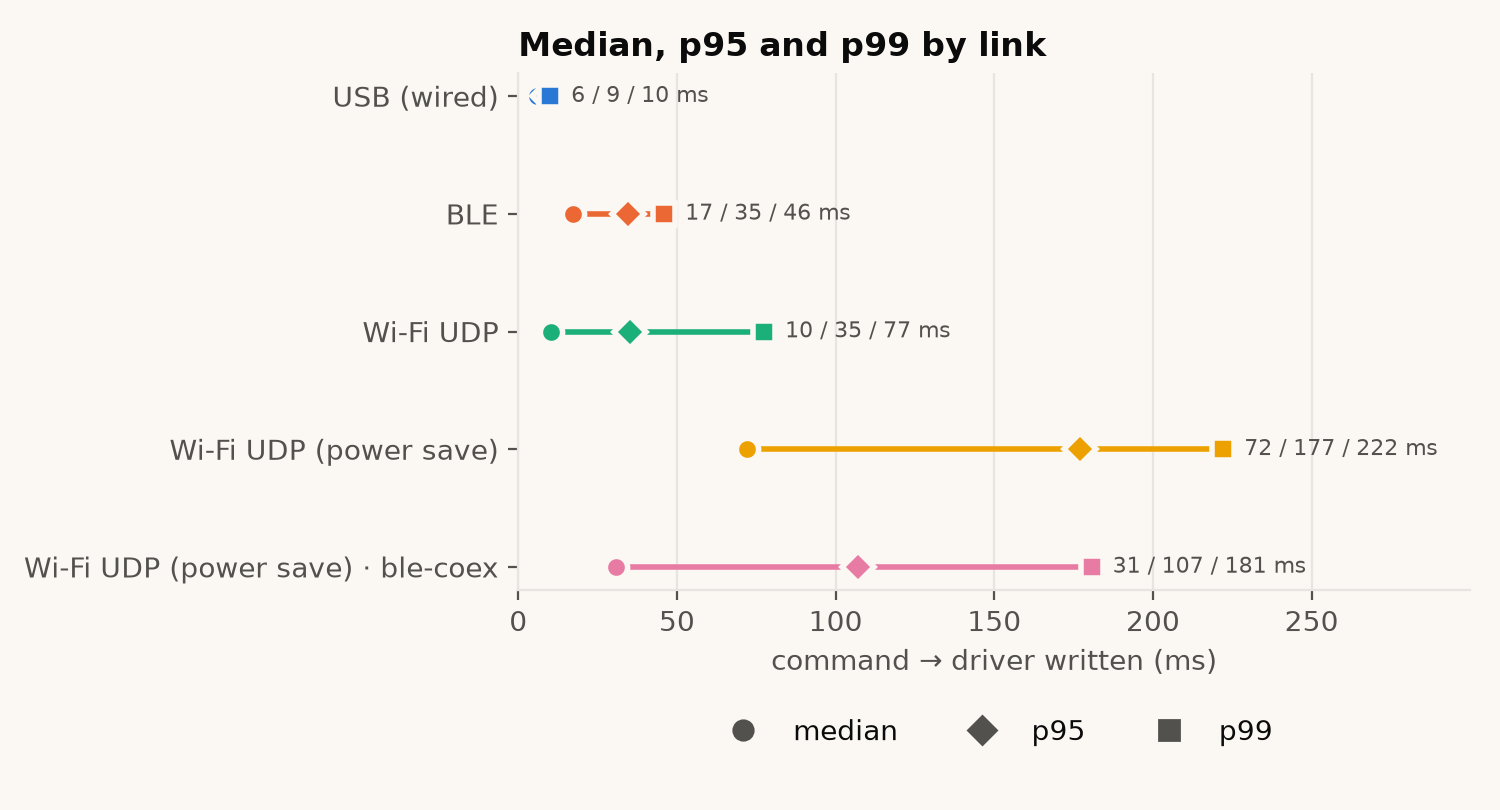 Median, p95 and p99 by link
USB (wired)
6 / 9 / 10 ms
BLE
17 / 35 / 46 ms
Wi-Fi UDP
10 / 35 / 77 ms
Wi-Fi UDP (power save)
72 / 177 / 222 ms
Wi-Fi UDP (power save) · ble-coex
31 / 107 / 181 ms
0 50 100 150 200 250
command → driver written (ms)
median p95 p99